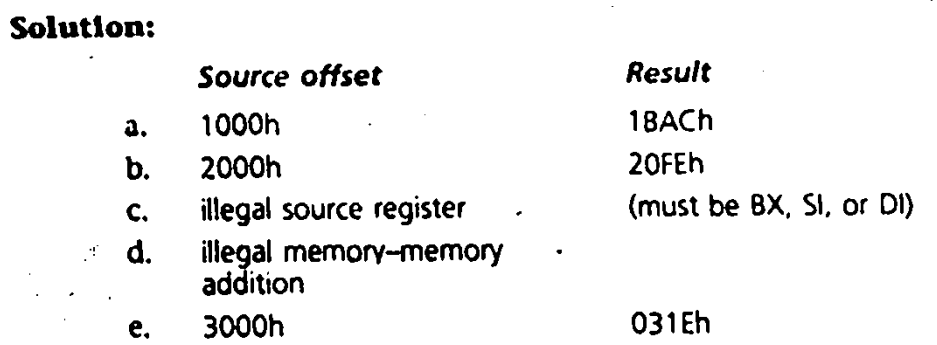 Solution:
Source offset Result
a. 1000h 1BACh
b. 2000h 20FEh
c. illegal source register (must be BX, SI, or DI)
d. illegal memory–memory
addition
e. 3000h 031Eh